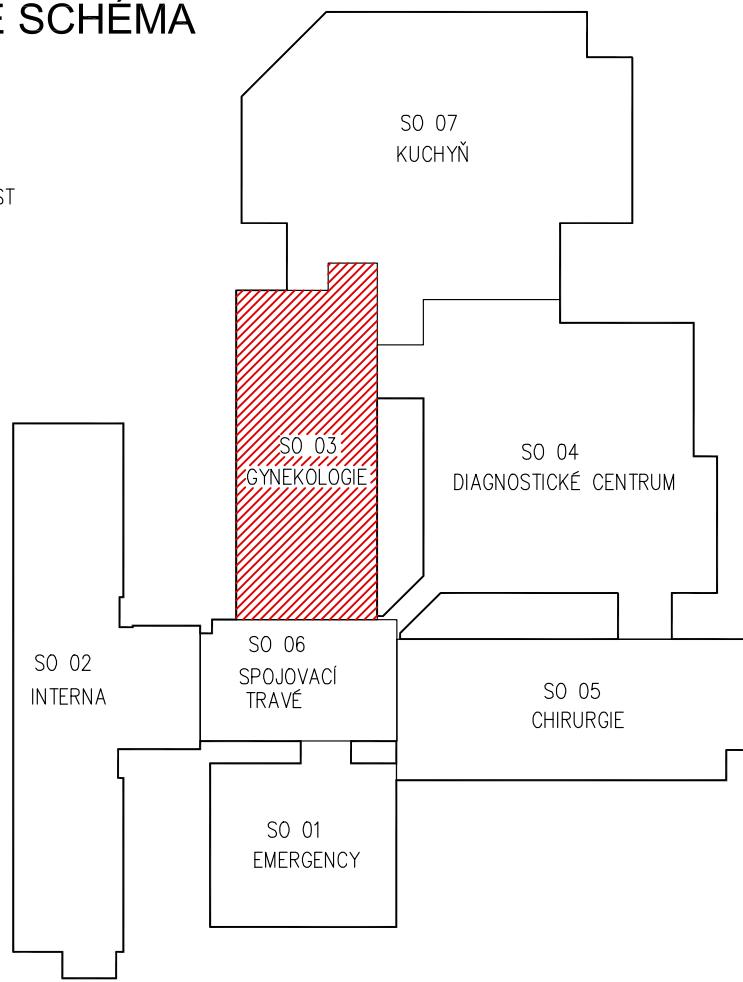 É SCHÉMA
ST
SO 07
KUCHYŇ
SO 03
GYNEKOLOGIE
SO 04
DIAGNOSTICKÉ CENTRUM
SO 02
INTERNA
SO 06
SPOJOVACÍ
TRAVÉ
SO 05
CHIRURGIE
SO 01
EMERGENCY